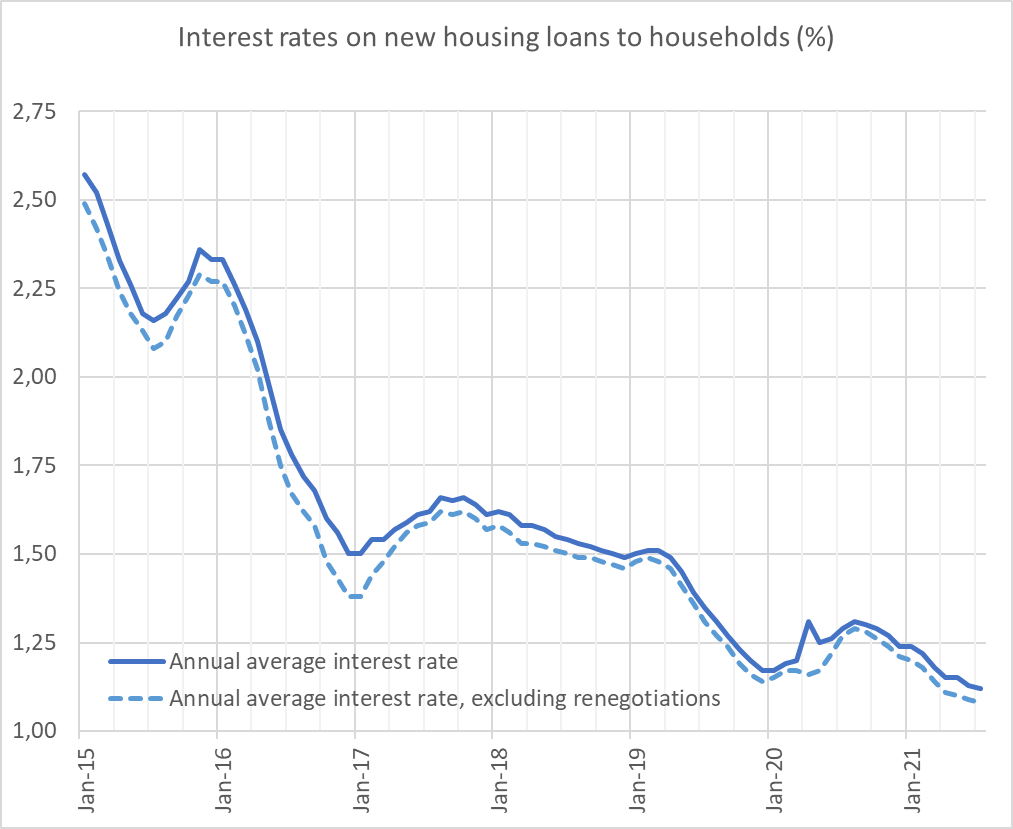 Interest rates on new housing loans to households (%)
2,75
2,50
2,25
2,00
1,75
1,50
1,25
1,00
Annual average interest rate
Annual average interest rate, excluding renegotiations
Jan-15
Jan-16
Jan-17
Jan-18
Jan-19
Jan-20
Jan-21